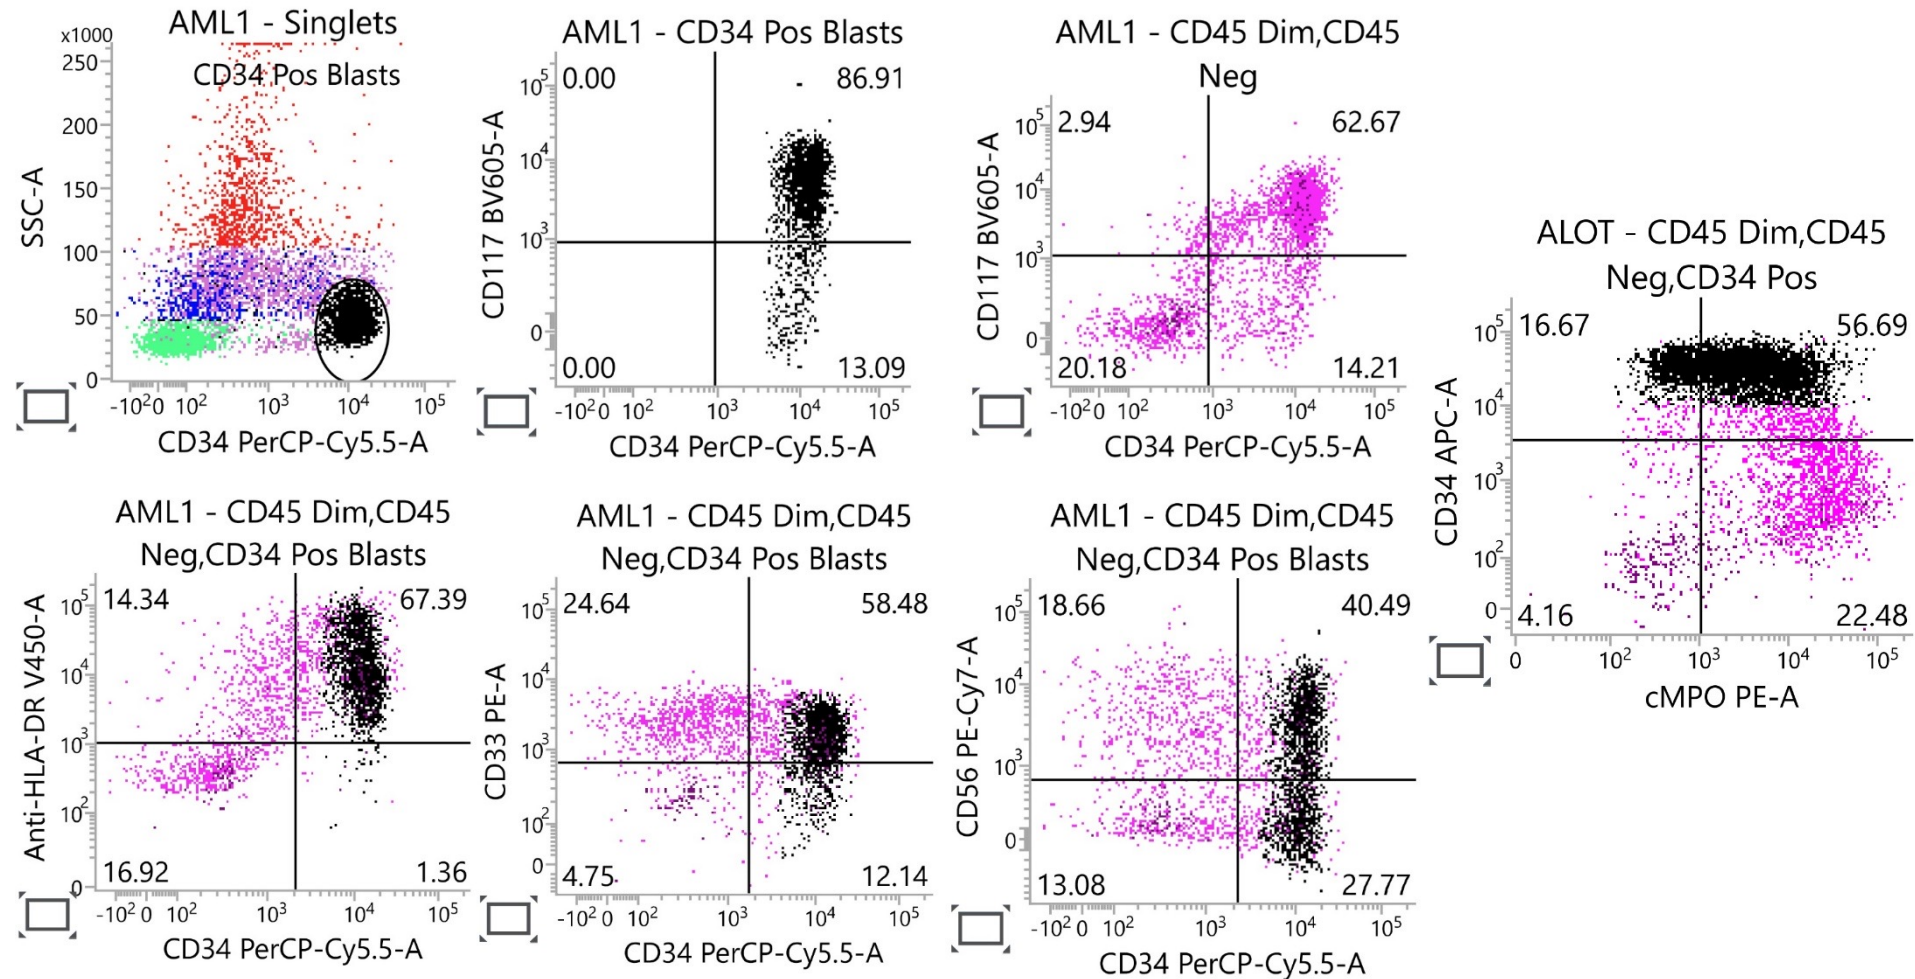 AML1 - Singlets
x1000
CD34 Pos Blasts
250
200
150
100
50
0
SSC-A
-10² 0 10² 10³ 10⁴ 10⁵
CD34 PerCP-Cy5.5-A
AML1 - CD34 Pos Blasts
0.00 86.91
10⁵
10⁴
10³
0
CD117 BV605-A
0.00 13.09
-10² 0 10² 10³ 10⁴ 10⁵
CD34 PerCP-Cy5.5-A
AML1 - CD45 Dim,CD45
Neg
2.94 62.67
10⁵
10⁴
10³
0
CD117 BV605-A
20.18 14.21
-10² 0 10² 10³ 10⁴ 10⁵
CD34 PerCP-Cy5.5-A
ALOT - CD45 Dim,CD45
Neg,CD34 Pos
16.67 56.69
10⁵
10⁴
10³
10²
0
CD34 APC-A
4.16 22.48
0 10² 10³ 10⁴ 10⁵
cMPO PE-A
AML1 - CD45 Dim,CD45
Neg,CD34 Pos Blasts
14.34 67.39
10⁵
10⁴
10³
10²
0
Anti-HLA-DR V450-A
16.92 1.36
-10² 0 10² 10³ 10⁴ 10⁵
CD34 PerCP-Cy5.5-A
AML1 - CD45 Dim,CD45
Neg,CD34 Pos Blasts
24.64 58.48
10⁵
10⁴
10³
10²
0
CD33 PE-A
4.75 12.14
-10² 0 10² 10³ 10⁴ 10⁵
CD34 PerCP-Cy5.5-A
AML1 - CD45 Dim,CD45
Neg,CD34 Pos Blasts
18.66 40.49
10⁵
10⁴
10³
0
CD56 PE-Cy7-A
13.08 27.77
-10² 0 10² 10³ 10⁴ 10⁵
CD34 PerCP-Cy5.5-A